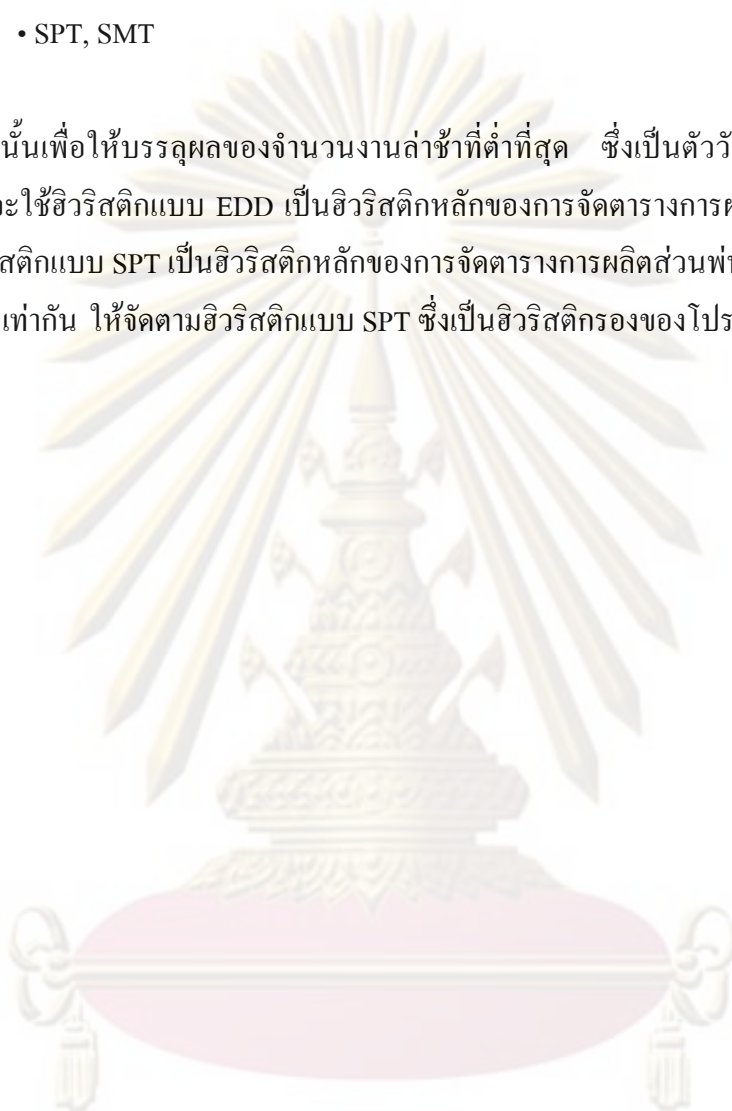 • SPT, SMT
นั้นเพื่อให้บรรลุผลของจำนวนงานล่าช้าที่ต่ำที่สุด ซึ่งเป็นตัววั
ะใช้ฮิวริสติกแบบ EDD เป็นฮิวริสติกหลักของการจัดตารางการผ
สติกแบบ SPT เป็นฮิวริสติกหลักของการจัดตารางการผลิตส่วนพ่น
เท่ากัน ให้จัดตามฮิวริสติกแบบ SPT ซึ่งเป็นฮิวริสติกรองของโปร